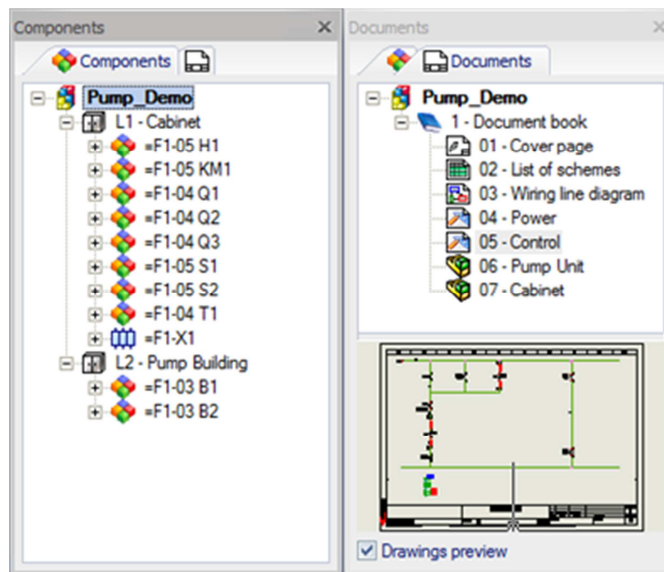 Components
Components
Pump_Demo
L1 - Cabinet
=F1-05 H1
=F1-05 KM1
=F1-04 Q1
=F1-04 Q2
=F1-04 Q3
=F1-05 S1
=F1-05 S2
=F1-04 T1
=F1-X1
L2 - Pump Building
=F1-03 B1
=F1-03 B2
Documents
Documents
Pump_Demo
1 - Document book
01 - Cover page
02 - List of schemes
03 - Wiring line diagram
04 - Power
05 - Control
06 - Pump Unit
07 - Cabinet
Drawings preview